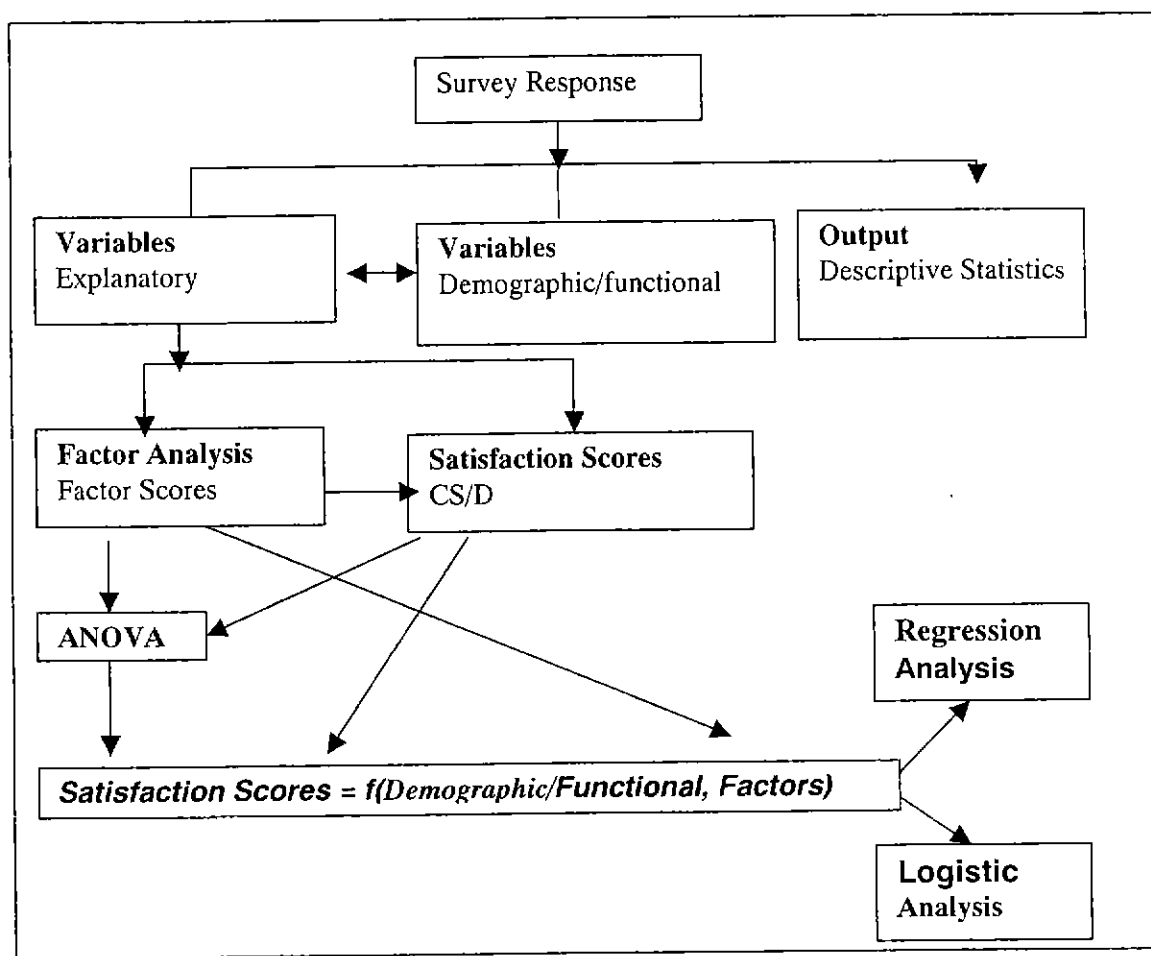 Survey Response
Variables
Explanatory
Variables
Demographic/functional
Output
Descriptive Statistics
Factor Analysis
Factor Scores
Satisfaction Scores
CS/D
ANOVA
Regression
Analysis
Satisfaction Scores = f(Demographic/Functional, Factors)
Logistic
Analysis